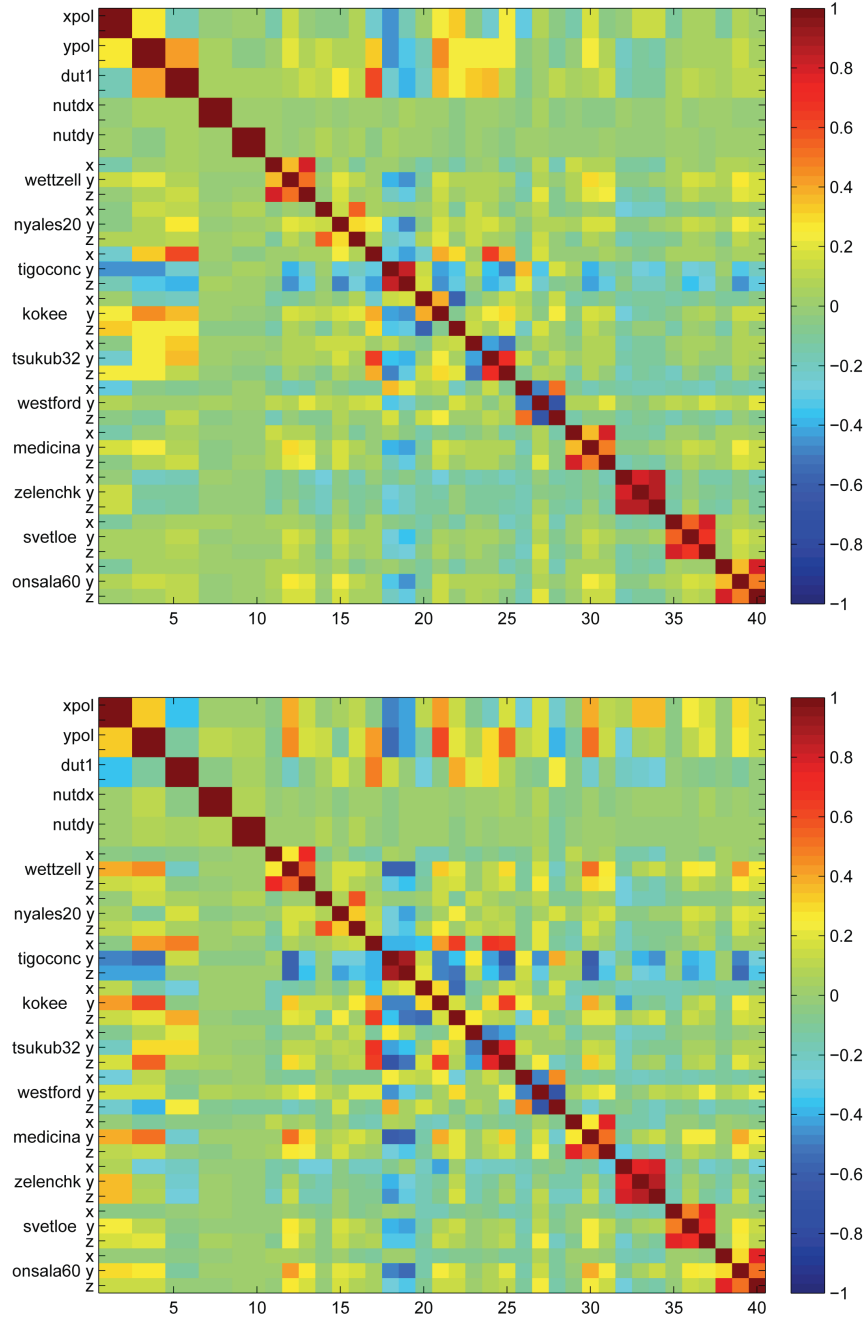 xpol
ypol
dut1
nutdx
nutdy
x
wettzell y
z
x
nyales20 y
z
x
tigoconc y
z
x
kokee y
z
x
tsukub32 y
z
x
westford y
z
x
medicina y
z
x
zelenchk y
z
x
svetloe y
z
x
onsala60 y
z
5 10 15 20 25 30 35 40
1
0.8
0.6
0.4
0.2
0
−0.2
−0.4
−0.6
−0.8
−1
xpol
ypol
dut1
nutdx
nutdy
x
wettzell y
z
x
nyales20 y
z
x
tigoconc y
z
x
kokee y
z
x
tsukub32 y
z
x
westford y
z
x
medicina y
z
x
zelenchk y
z
x
svetloe y
z
x
onsala60 y
z
5 10 15 20 25 30 35 40
1
0.8
0.6
0.4
0.2
0
−0.2
−0.4
−0.6
−0.8
−1